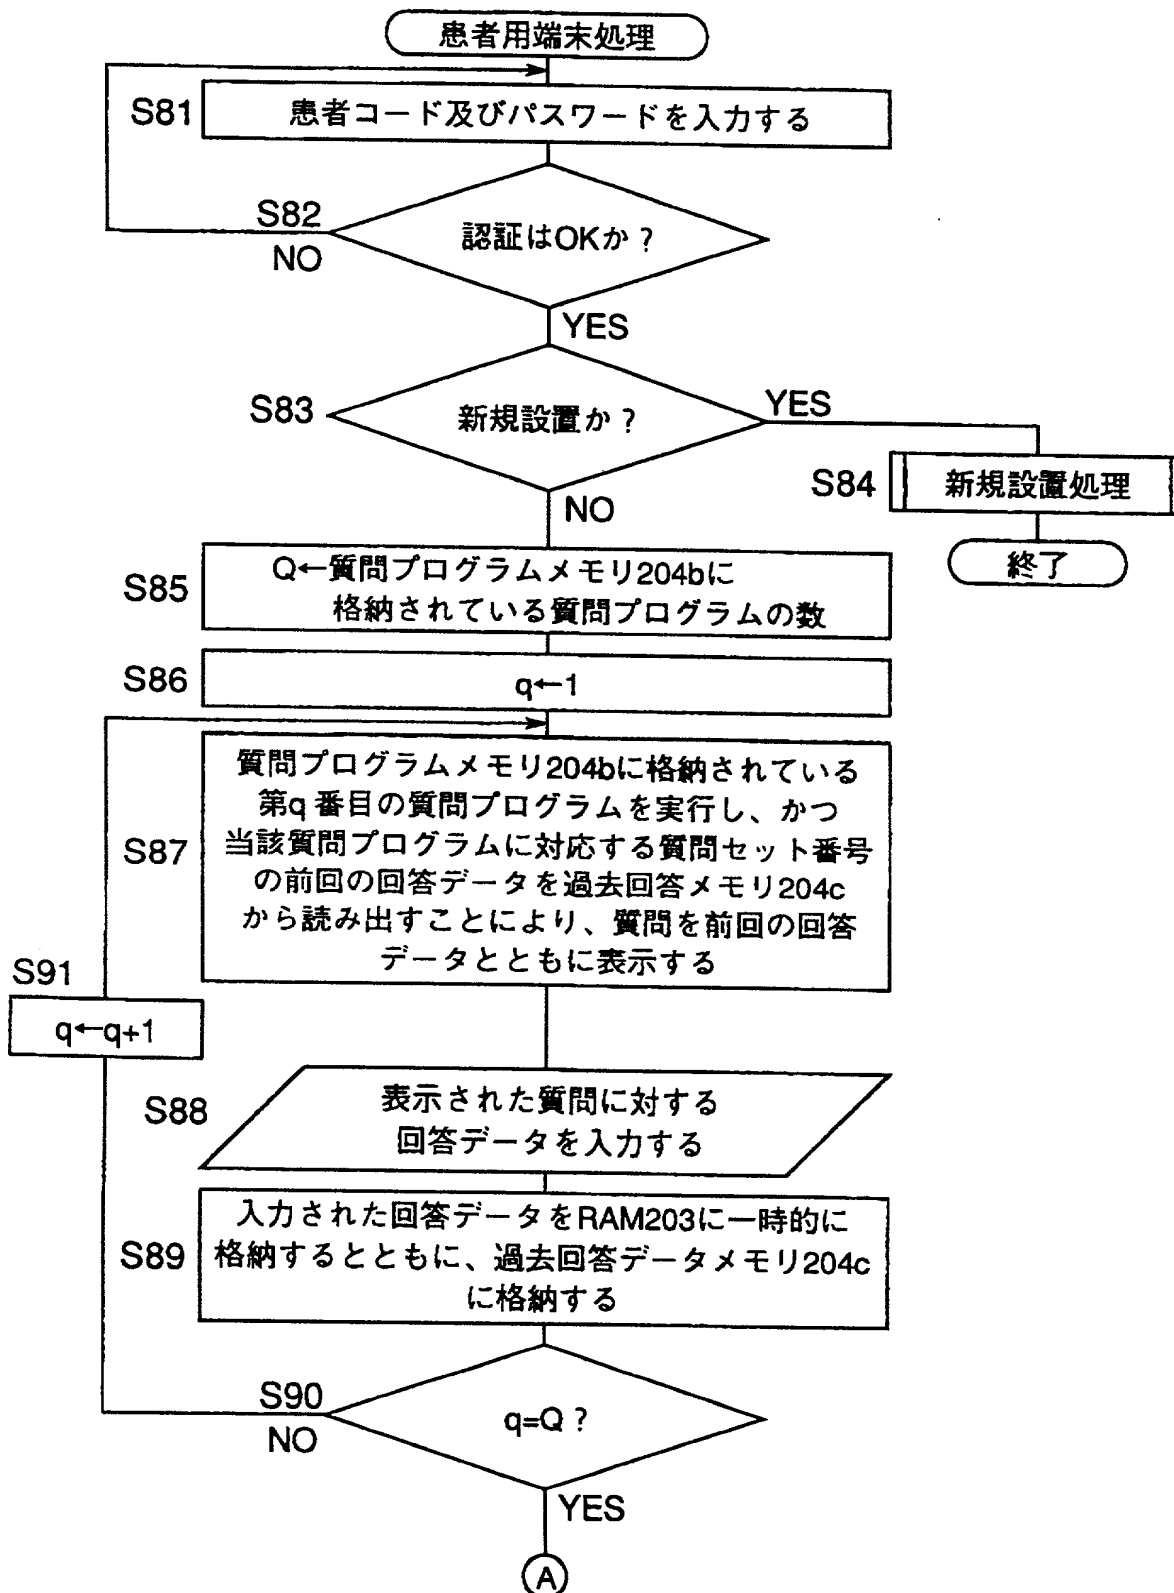 患者用端末処理
S81
患者コード及びパスワードを入力する
S82
認証はOKか？
NO
YES
S83
新規設置か？
YES
NO
S84
新規設置処理
終了
S85
Q←質問プログラムメモリ204bに
格納されている質問プログラムの数
S86
q←1
S87
質問プログラムメモリ204bに格納されている
第q番目の質問プログラムを実行し、かつ
当該質問プログラムに対応する質問セット番号
の前回の回答データを過去回答メモリ204c
から読み出すことにより、質問を前回の回答
データとともに表示する
S91
q←q+1
S88
表示された質問に対する
回答データを入力する
S89
入力された回答データをRAM203に一時的に
格納するとともに、過去回答データメモリ204c
に格納する
S90
q=Q？
NO
YES
A